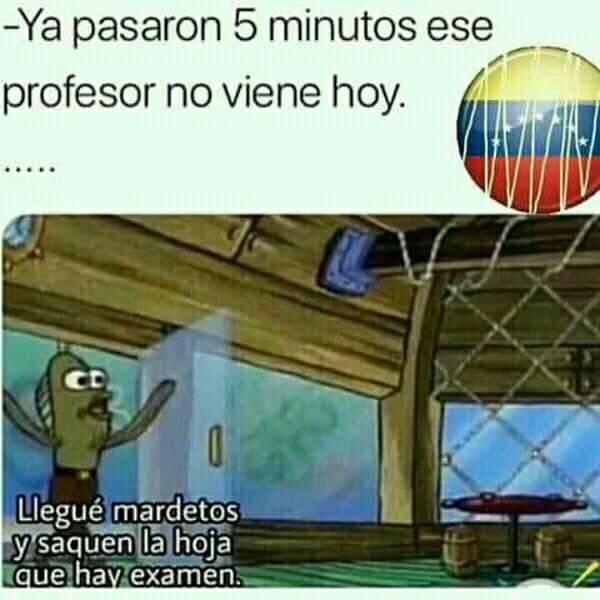 -Ya pasaron 5 minutos ese
profesor no viene hoy.
.....
Llegué mardetos
y saquen la hoja
que hay examen.